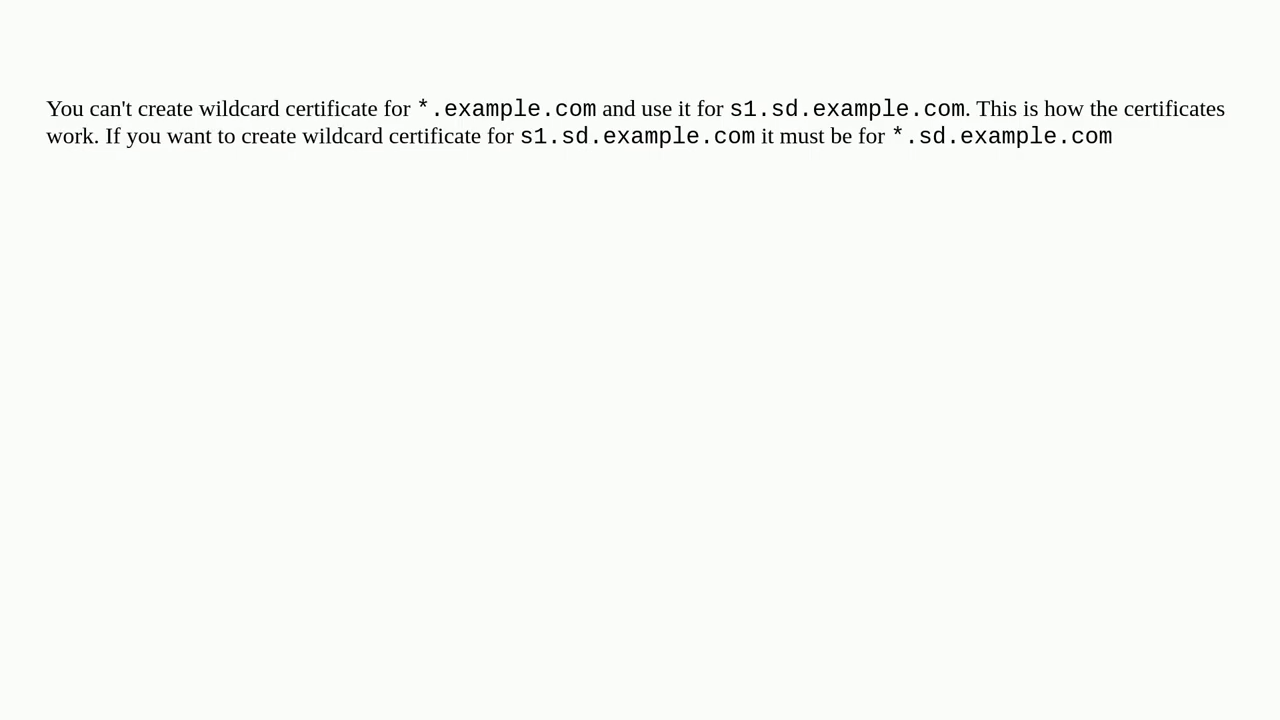 You can't create wildcard certificate for *.example.com and use it for s1.sd.example.com. This is how the certificates
work. If you want to create wildcard certificate for s1.sd.example.com it must be for *.sd.example.com